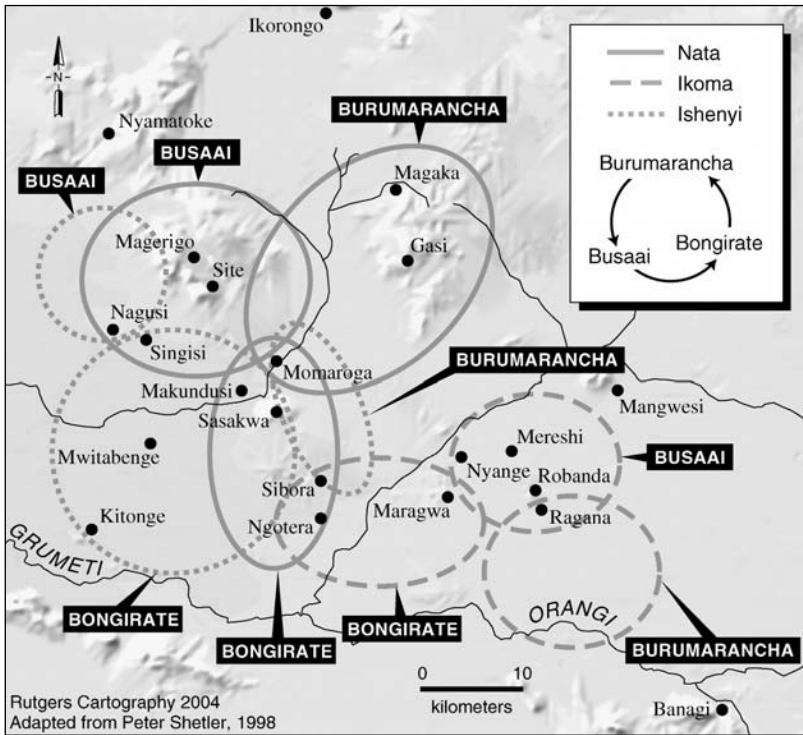 Ikorongo
N
Nyamatoke
BURUMARANCHA
BUSAAI
BUSAAI
Magaka
Magerigo
Gasi
Site
Nagusi
Singisi
Momaroga
BURUMARANCHA
Makundusi
Mangwesi
Sasakwa
Mereshi
Mwitabenge
Nyange
BUSAAI
Sibora
Robanda
Maragwa
Ragana
Kitonge
Ngotera
GRUMETI
ORANGI
BONGIRATE
BONGIRATE
BONGIRATE
BURUMARANCHA
Banagi
Nata
Ikoma
Ishenyi
Burumarancha
Bongirate
Busaai
0 10
kilometers
Rutgers Cartography 2004
Adapted from Peter Shetler, 1998